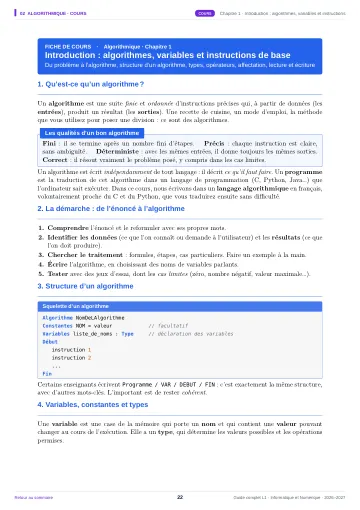 S2 ALGORITHMIQUE · COURS
COURS Chapitre 1 - Introduction : algorithmes, variables et instructions
FICHE DE COURS · Algorithmique · Chapitre 1
Introduction : algorithmes, variables et instructions de base
Du problème à l'algorithme, structure d'un algorithme, types, opérateurs, affectation, lecture et écriture
1. Qu'est-ce qu'un algorithme ?
Un algorithme est une suite finie et ordonnée d'instructions précises qui, à partir de données (les
entrées), produit un résultat (les sorties). Une recette de cuisine, un mode d'emploi, la méthode
que vous utilisez pour poser une division : ce sont des algorithmes.
Les qualités d'un bon algorithme
Fini : il se termine après un nombre fini d'étapes. Précis : chaque instruction est claire,
sans ambiguïté. Déterministe : avec les mêmes entrées, il donne toujours les mêmes sorties.
Correct : il résout vraiment le problème posé, y compris dans les cas limites.
Un algorithme est écrit indépendamment de tout langage : il décrit ce qu'il faut faire. Un programme
est la traduction de cet algorithme dans un langage de programmation (C, Python, Java...) que
l'ordinateur sait exécuter. Dans ce cours, nous écrivons dans un langage algorithmique en français,
volontairement proche du C et du Python, que vous traduirez ensuite sans difficulté.
2. La démarche : de l'énoncé à l'algorithme
1. Comprendre l'énoncé et le reformuler avec ses propres mots.
2. Identifier les données (ce que l'on connaît ou demande à l'utilisateur) et les résultats (ce que
l'on doit produire).
3. Chercher le traitement : formules, étapes, cas particuliers. Faire un exemple à la main.
4. Écrire l'algorithme, en choisissant des noms de variables parlants.
5. Tester avec des jeux d'essai, dont les cas limites (zéro, nombre négatif, valeur maximale...).
3. Structure d'un algorithme
Squelette d'un algorithme
Algorithme NomDeLAlgorithme
Constantes NOM = valeur // facultatif
Variables liste_de_noms : Type // déclaration des variables
Début
instruction 1
instruction 2
...
Fin
Certains enseignants écrivent Programme / VAR / DEBUT / FIN : c'est exactement la même structure,
avec d'autres mots-clés. L'important est de rester cohérent.
4. Variables, constantes et types
Une variable est une case de la mémoire qui porte un nom et qui contient une valeur pouvant
changer au cours de l'exécution. Elle a un type, qui détermine les valeurs possibles et les opérations
permises.
Retour au sommaire
22
Guide complet L1 - Informatique et Numérique · 2026–2027